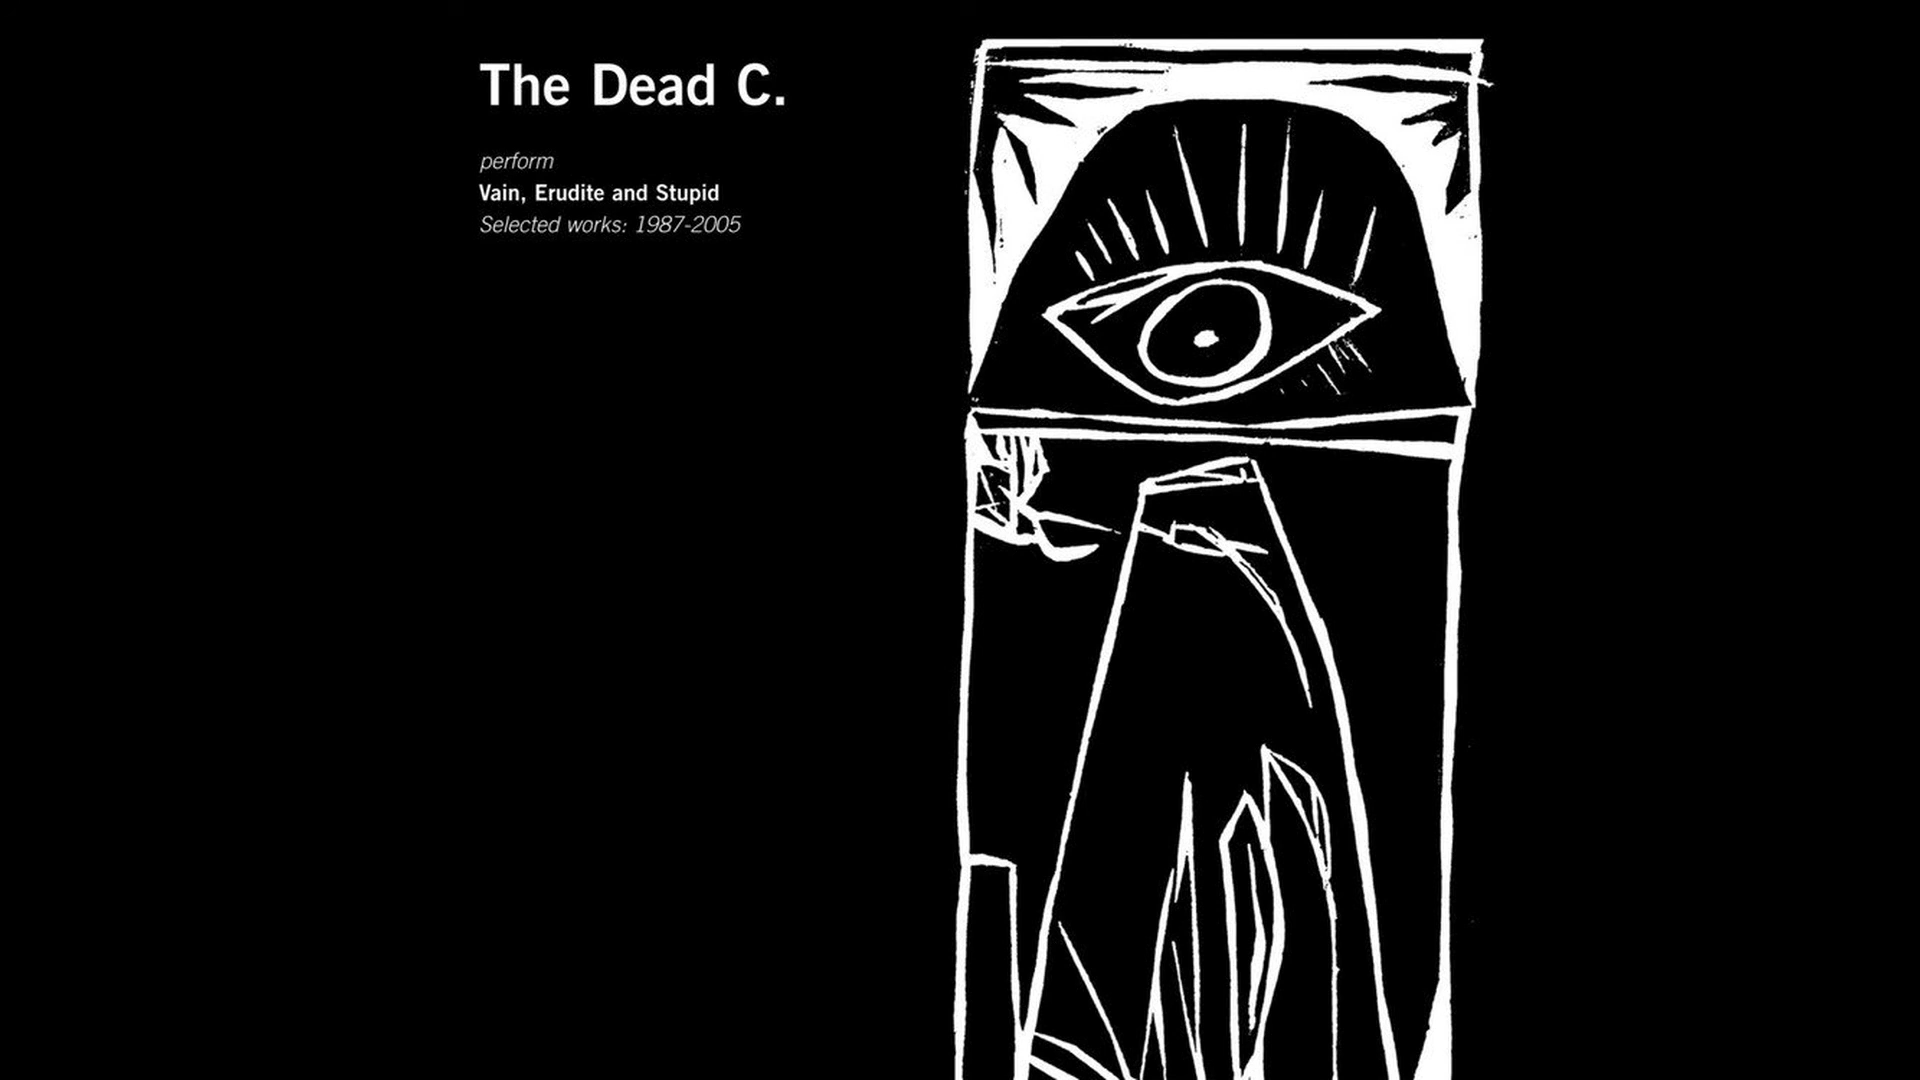 The Dead C.
perform
Vain, Erudite and Stupid
Selected works: 1987-2005